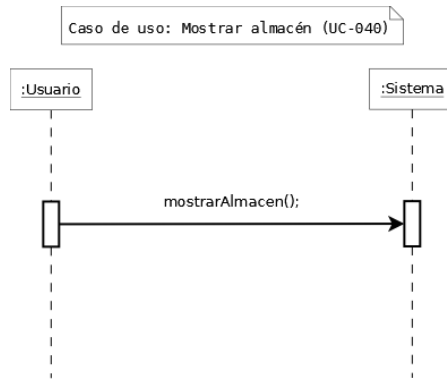 Caso de uso: Mostrar almacén (UC-040)
:Usuario
:Sistema
mostrarAlmacen();